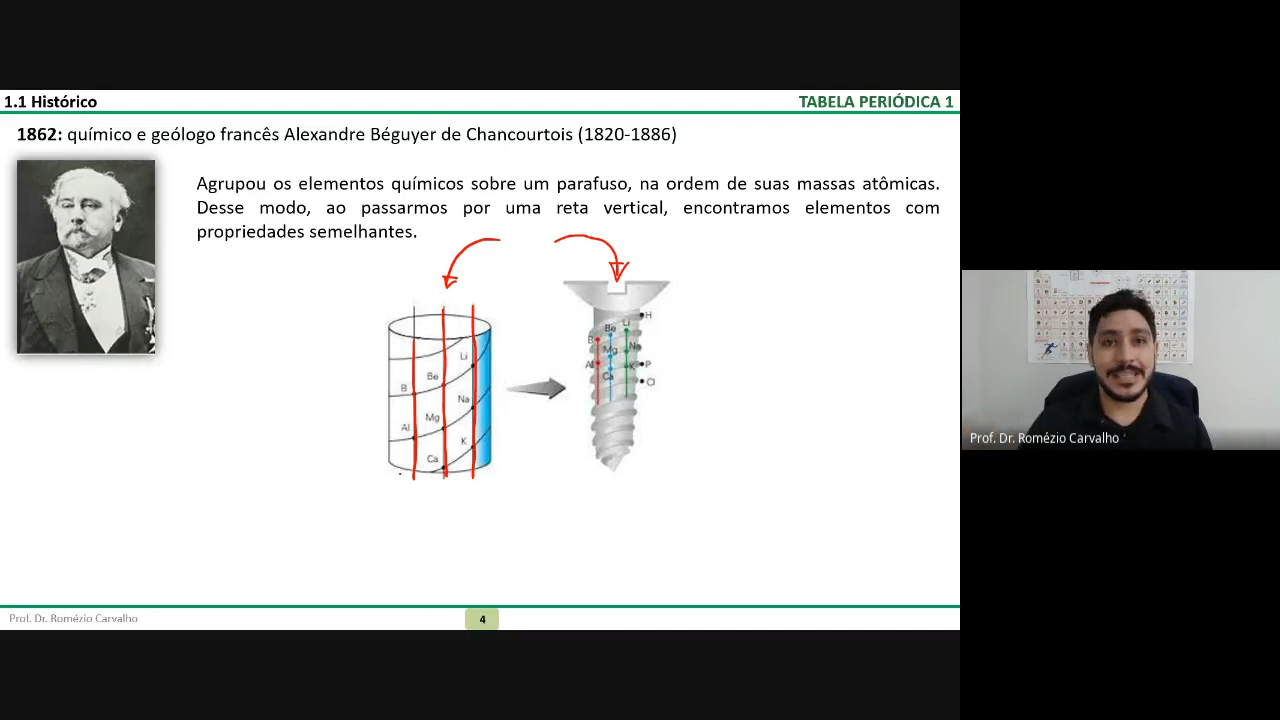 1.1 Histórico
TABELA PERIÓDICA 1
1862: químico e geólogo francês Alexandre Béguyer de Chancourtois (1820-1886)
Agrupou os elementos químicos sobre um parafuso, na ordem de suas massas atômicas.
Desse modo, ao passarmos por uma reta vertical, encontramos elementos com
propriedades semelhantes.
Li
Be
B
Na
Mg
Al
K
Ca
H
Li
Be
B
Na
Mg
Al
K
P
Ca
Cl
Prof. Dr. Romézio Carvalho
Prof. Dr. Romézio Carvalho
4